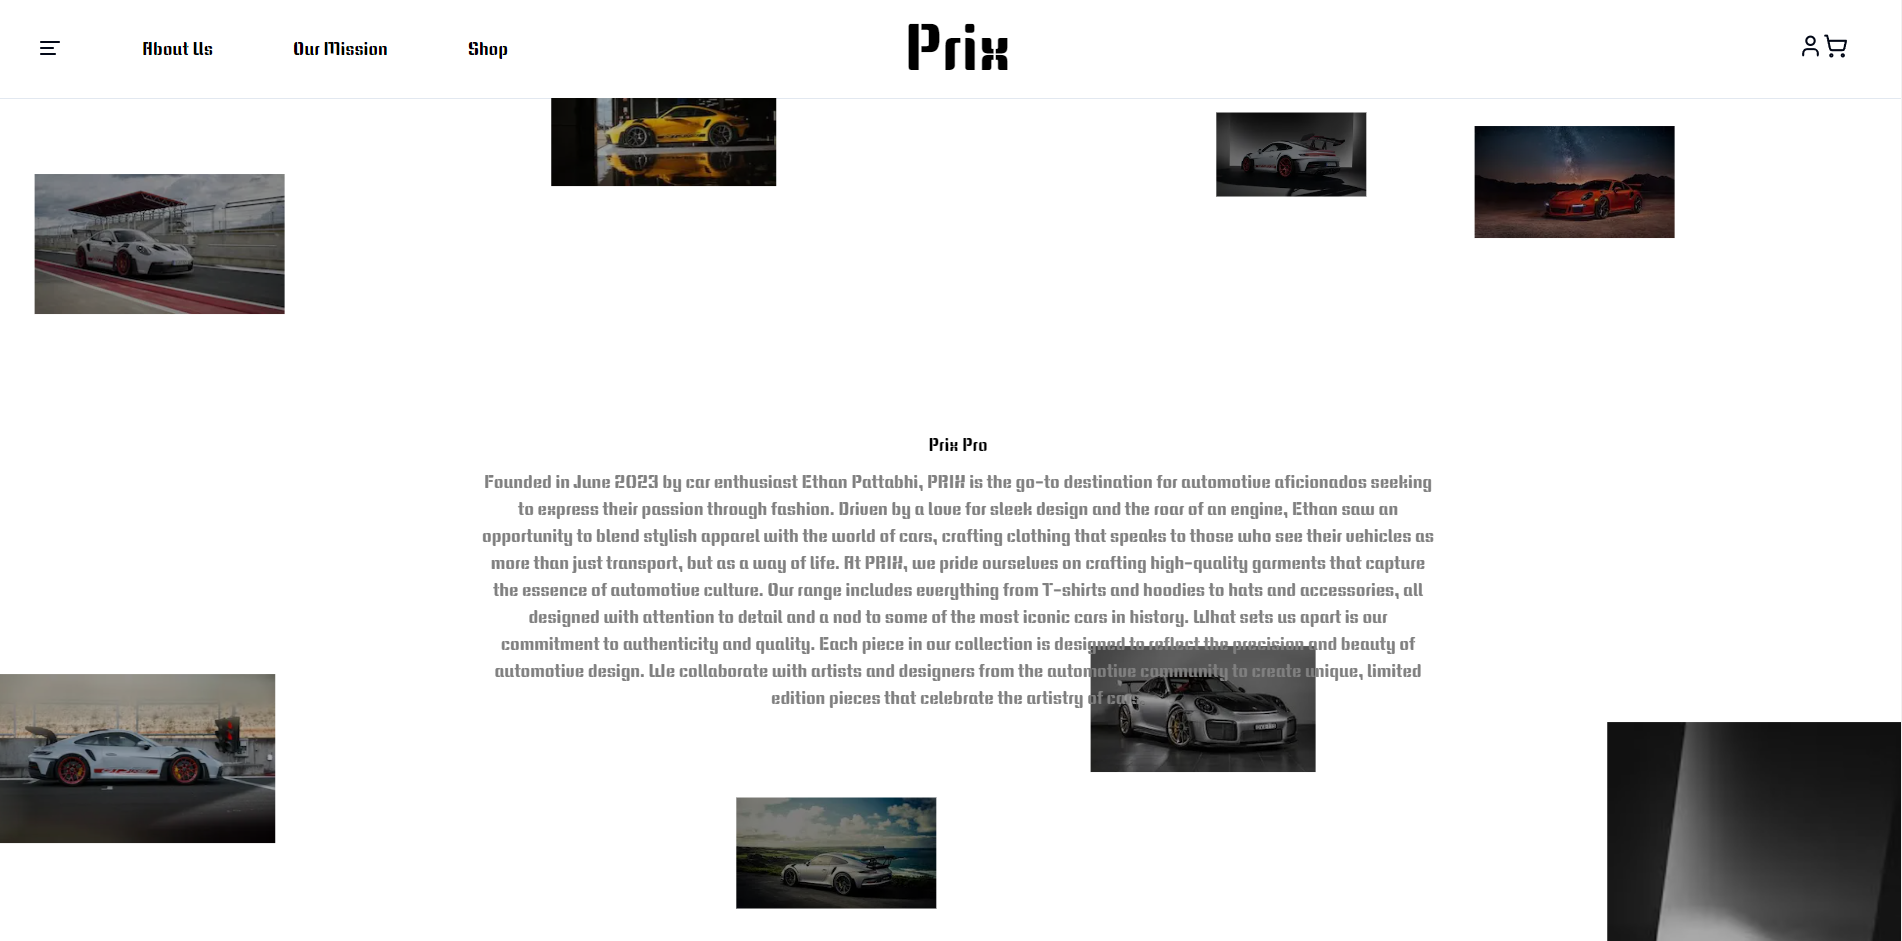 About Us
Our Mission
Shop
Prix
Prix Pro
Founded in June 2023 by car enthusiast Ethan Pattabhi, PRIX is the go-to destination for automotive aficionados seeking
to express their passion through fashion. Driven by a love for sleek design and the roar of an engine, Ethan saw an
opportunity to blend stylish apparel with the world of cars, crafting clothing that speaks to those who see their vehicles as
more than just transport, but as a way of life. At PRIX, we pride ourselves on crafting high-quality garments that capture
the essence of automotive culture. Our range includes everything from T-shirts and hoodies to hats and accessories, all
designed with attention to detail and a nod to some of the most iconic cars in history. What sets us apart is our
commitment to authenticity and quality. Each piece in our collection is designed to reflect the precision and beauty of
automotive design. We collaborate with artists and designers from the automotive community to create unique, limited
edition pieces that celebrate the artistry of cars.